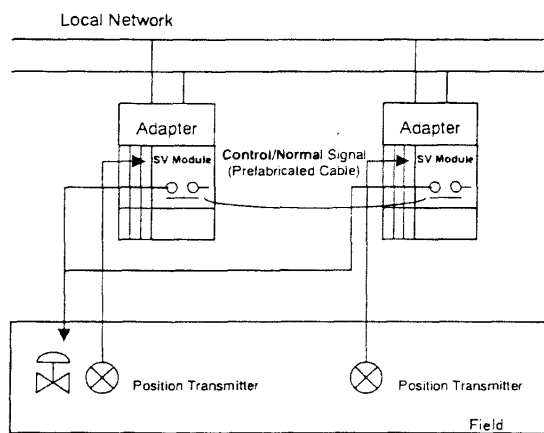 Local Network
Adapter
Adapter
SV Module
Control/Normal Signal
(Prefabricated Cable)
SV Module
Position Transmitter
Position Transmitter
Field